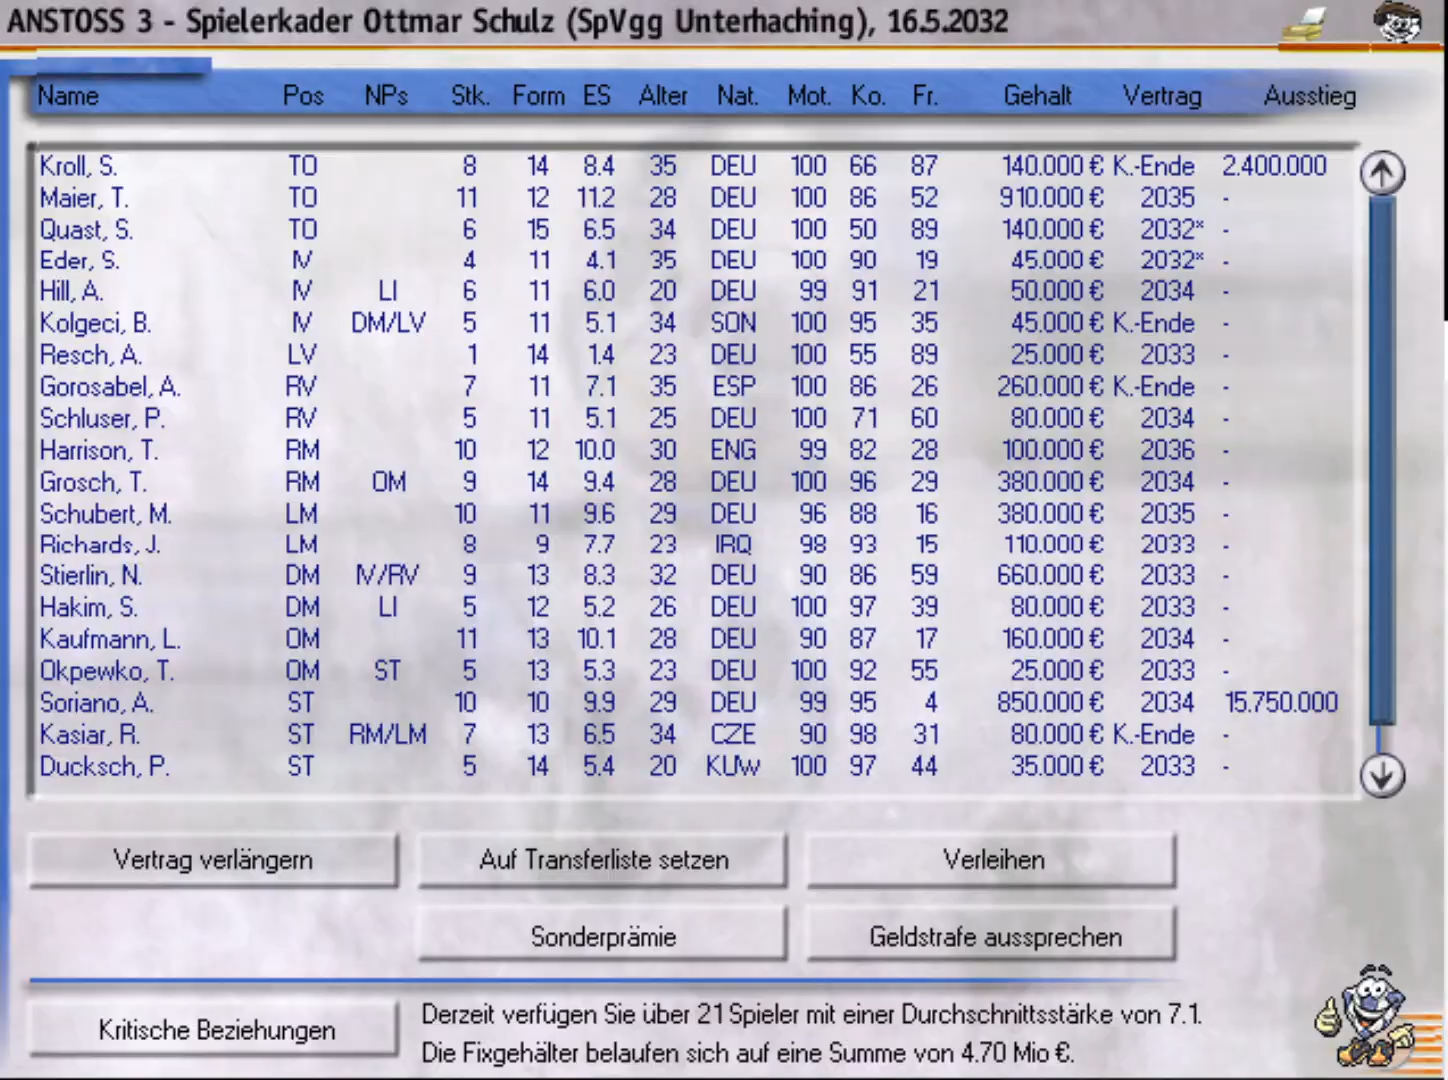 ANSTOSS 3 - Spielerkader Ottmar Schulz (SpVgg Unterhaching), 16.5.2032
Name Pos NPs Stk. Form ES Alter Nat. Mot. Ko. Fr. Gehalt Vertrag Ausstieg
Kroll, S. TO 8 14 8.4 35 DEU 100 66 87 140.000 € K.-Ende 2.400.000
Maier, T. TO 11 12 11.2 28 DEU 100 86 52 910.000 € 2035 -
Quast, S. TO 6 15 6.5 34 DEU 100 50 89 140.000 € 2032* -
Eder, S. IV 4 11 4.1 35 DEU 100 90 19 45.000 € 2032* -
Hill, A. IV LI 6 11 6.0 20 DEU 99 91 21 50.000 € 2034 -
Kolgeci, B. IV DM/LV 5 11 5.1 34 SON 100 95 35 45.000 € K.-Ende -
Resch, A. LV 1 14 1.4 23 DEU 100 55 89 25.000 € 2033 -
Gorosabel, A. RV 7 11 7.1 35 ESP 100 86 26 260.000 € K.-Ende -
Schluser, P. RV 5 11 5.1 25 DEU 100 71 60 80.000 € 2034 -
Harrison, T. RM 10 12 10.0 30 ENG 99 82 28 100.000 € 2036 -
Grosch, T. RM OM 9 14 9.4 28 DEU 100 96 29 380.000 € 2034 -
Schubert, M. LM 10 11 9.6 29 DEU 96 88 16 380.000 € 2035 -
Richards, J. LM 8 9 7.7 23 IRQ 98 93 15 110.000 € 2033 -
Stierlin, N. DM IV/RV 9 13 8.3 32 DEU 90 86 59 660.000 € 2033 -
Hakim, S. DM LI 5 12 5.2 26 DEU 100 97 39 80.000 € 2033 -
Kaufmann, L. OM 11 13 10.1 28 DEU 90 87 17 160.000 € 2034 -
Okpewko, T. OM ST 5 13 5.3 23 DEU 100 92 55 25.000 € 2033 -
Soriano, A. ST 10 10 9.9 29 DEU 99 95 4 850.000 € 2034 15.750.000
Kasiar, R. ST RM/LM 7 13 6.5 34 CZE 90 98 31 80.000 € K.-Ende -
Ducksch, P. ST 5 14 5.4 20 KUW 100 97 44 35.000 € 2033 -
Vertrag verlängern Auf Transferliste setzen Verleihen
Sonderprämie Geldstrafe aussprechen
Kritische Beziehungen
Derzeit verfügen Sie über 21 Spieler mit einer Durchschnittsstärke von 7.1.
Die Fixgehälter belaufen sich auf eine Summe von 4.70 Mio €.